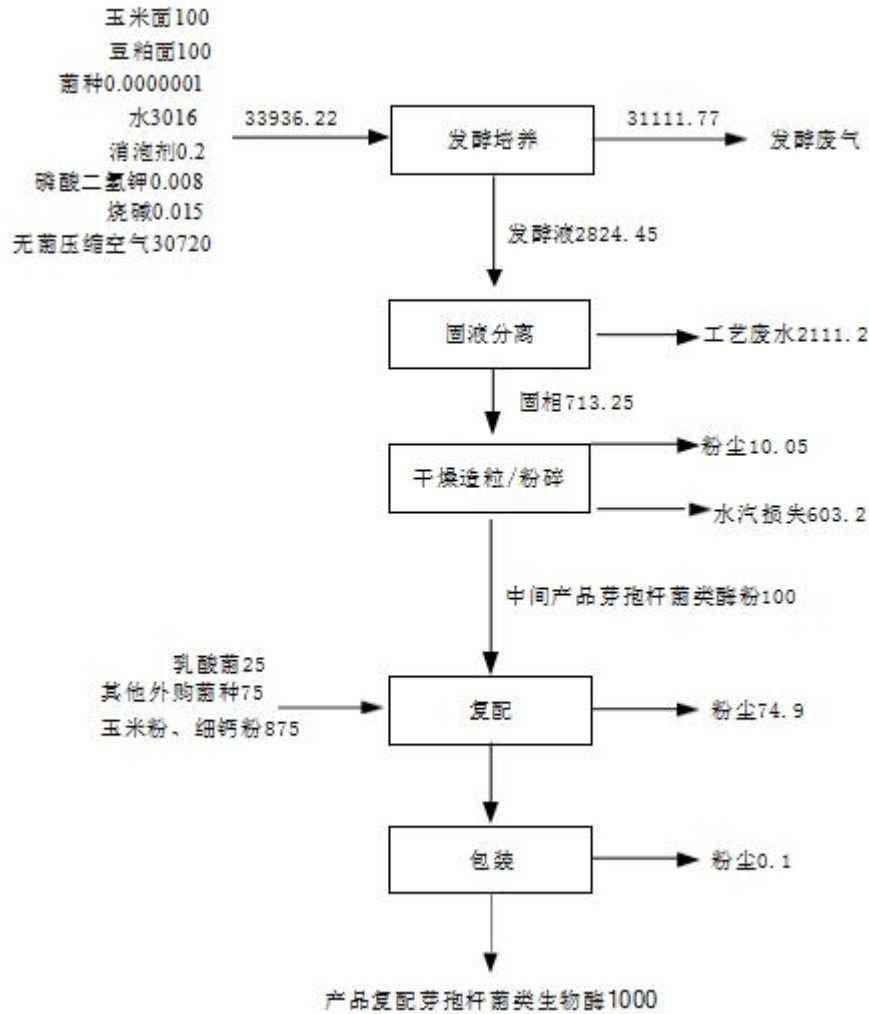 玉米面100
豆粕面100
菌种0.0000001
水3016
消泡剂0.2
磷酸二氢钾0.008
烧碱0.015
无菌压缩空气30720
33936.22
发酵培养
31111.77
发酵废气
发酵液2824.45
固液分离
工艺废水2111.2
固相713.25
干燥造粒/粉碎
粉尘10.05
水汽损失603.2
中间产品芽孢杆菌类酶粉100
乳酸菌25
其他外购菌种75
玉米粉、细钙粉875
复配
粉尘74.9
包装
粉尘0.1
产品复配芽孢杆菌类生物酶1000